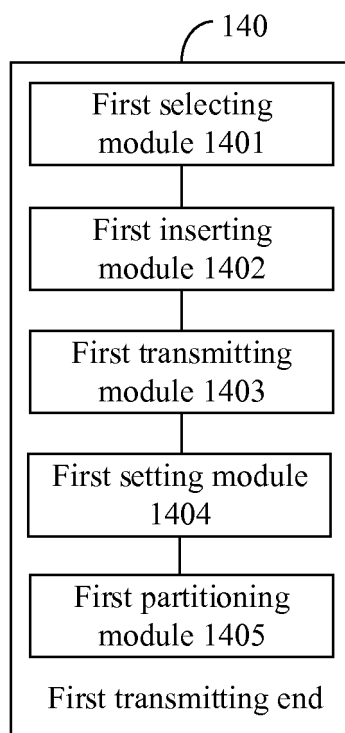 140
First selecting
module 1401
First inserting
module 1402
First transmitting
module 1403
First setting module
1404
First partitioning
module 1405
First transmitting end